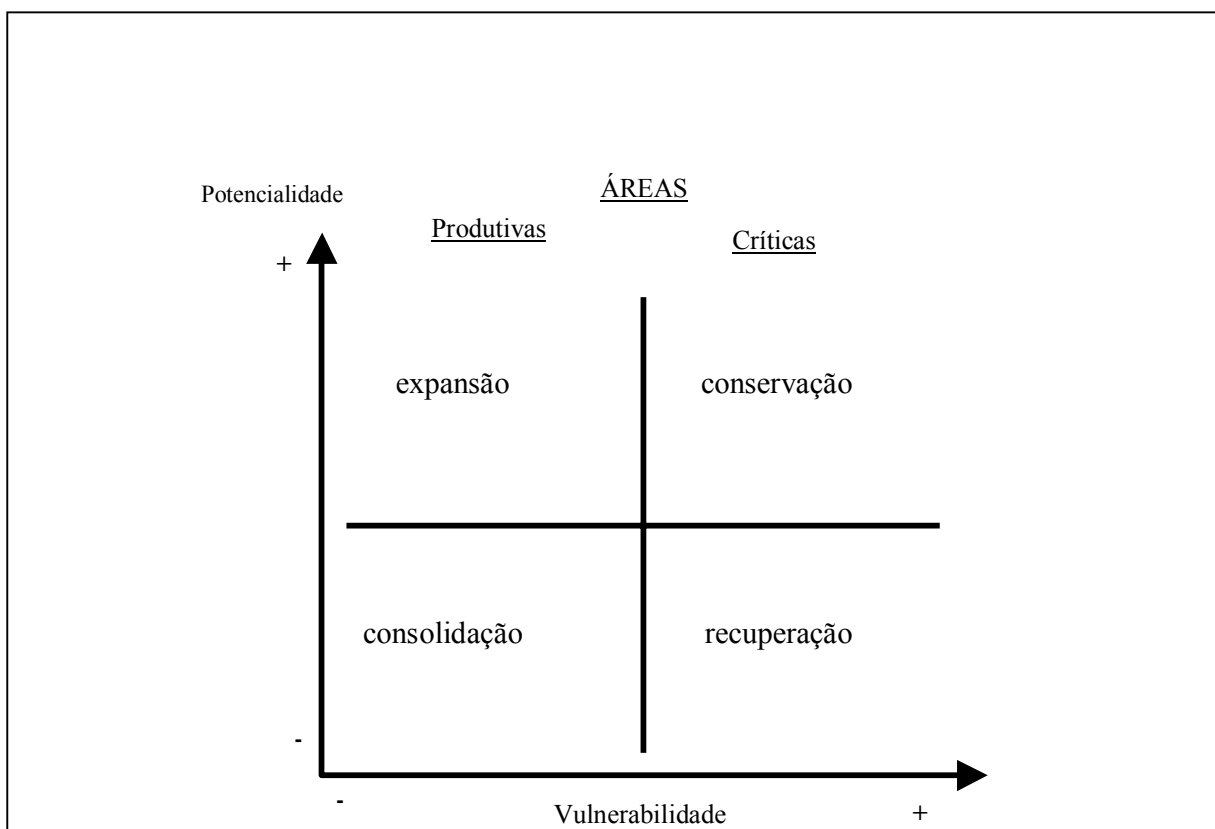 ÁREAS
Potencialidade
Produtivas
Críticas
+
expansão
conservação
consolidação
recuperação
-
-
Vulnerabilidade
+